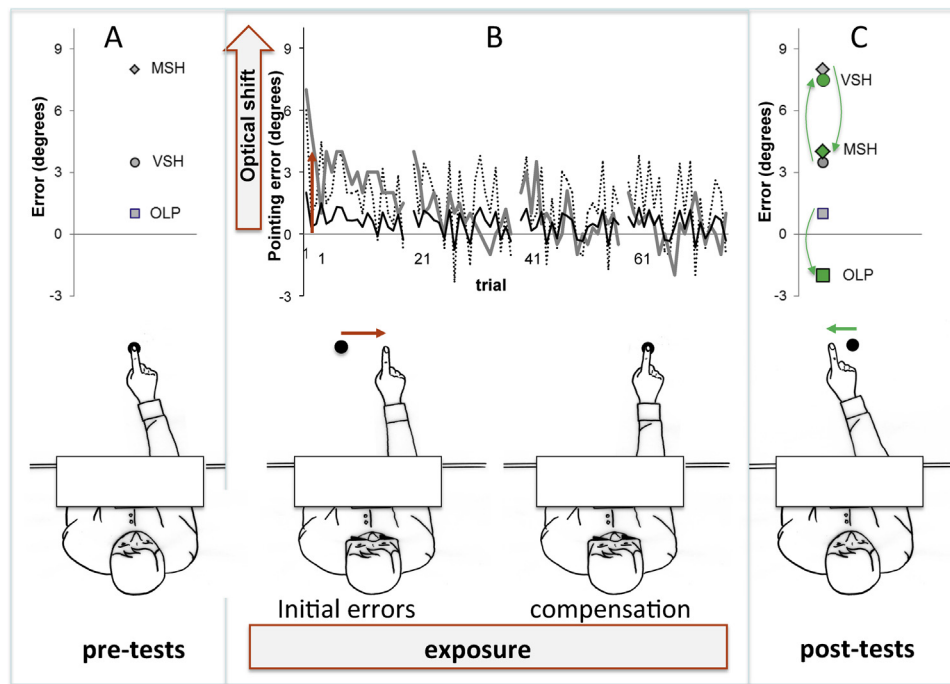 A
9
6
3
0
-3
Error (degrees)
MSH
VSH
OLP
Optical shift
B
9
6
3
0
-3
Pointing error (degrees)
1
1
21
41
61
trial
C
9
6
3
0
-3
Error (degrees)
VSH
MSH
OLP
Initial errors
compensation
pre-tests
exposure
post-tests